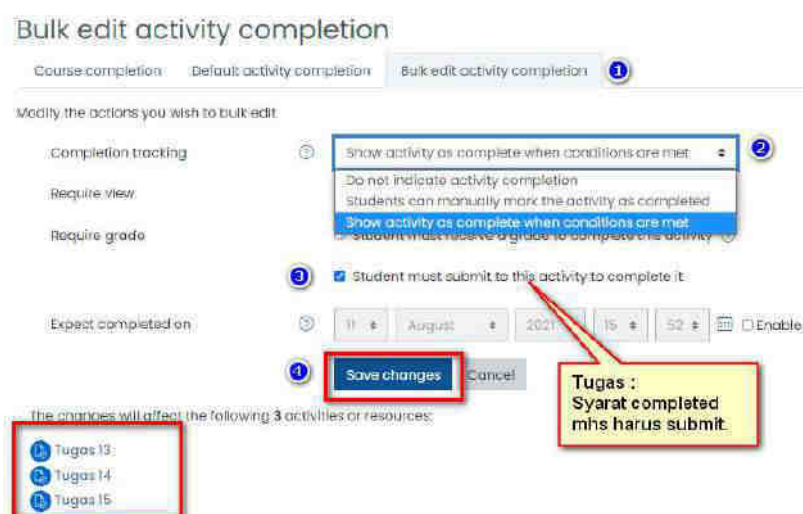 Bulk edit activity completion
Course completion Default activity completion Bulk edit activity completion 1
Modify the actions you wish to bulk edit
Completion tracking Show activity as complete when conditions are met 2
Do not indicate activity completion
Require view Students can manually mark the activity as completed
Show activity as complete when conditions are met
Require grade Student must receive a grade to complete this activity
3 Student must submit to this activity to complete it
Expect completed on 11 August 2021 15 52 Enable
4 Save changes Cancel
Tugas :
Syarat completed
mhs harus submit.
The changes will affect the following 3 activities or resources:
Tugas 13
Tugas 14
Tugas 15